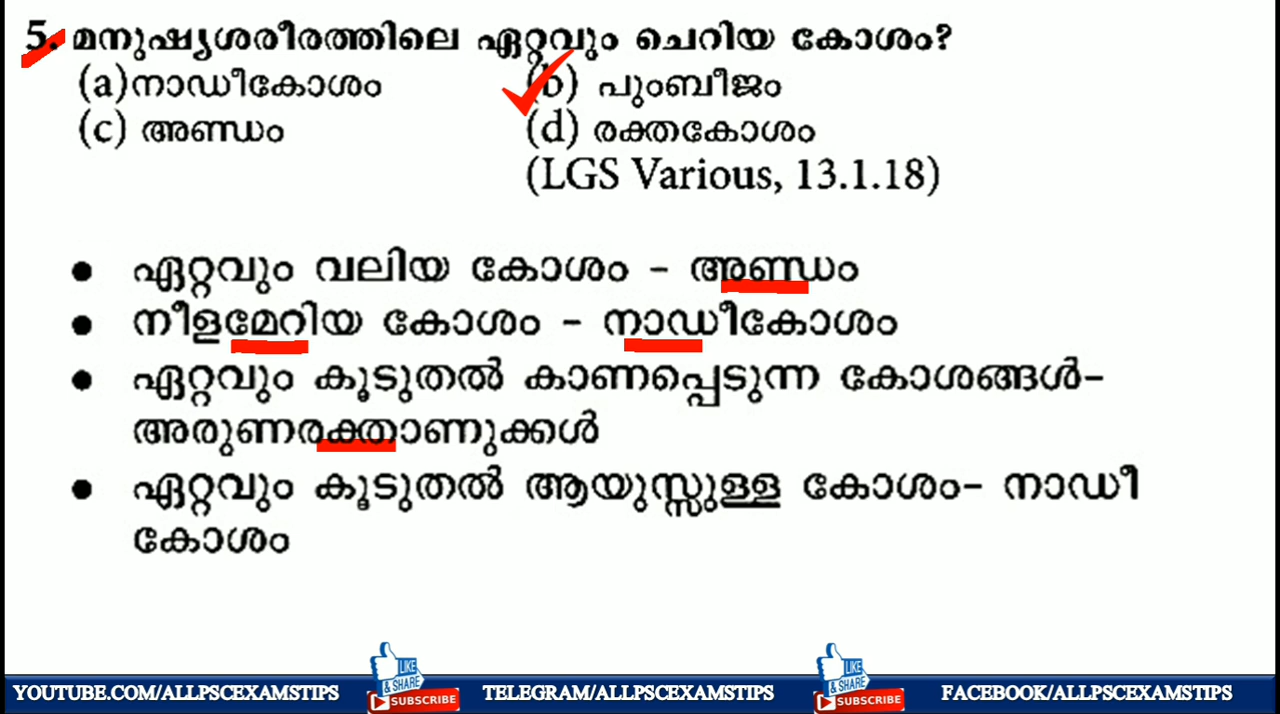 5. മനുഷ്യശരീരത്തിലെ ഏറ്റവും ചെറിയ കോശം?
(a)നാഡീകോശം (b) പുംബീജം
(c) അണ്ഡം (d) രക്തകോശം
(LGS Various, 13.1.18)
• ഏറ്റവും വലിയ കോശം - അണ്ഡം
• നീളമേറിയ കോശം - നാഡീകോശം
• ഏറ്റവും കൂടുതൽ കാണപ്പെടുന്ന കോശങ്ങൾ-
അരുണരക്താണുക്കൾ
• ഏറ്റവും കൂടുതൽ ആയുസ്സുള്ള കോശം- നാഡീ
കോശം
YOUTUBE.COM/ALLPSCEXAMSTIPS LIKE & SHARE SUBSCRIBE TELEGRAM/ALLPSCEXAMSTIPS LIKE & SHARE SUBSCRIBE FACEBOOK/ALLPSCEXAMSTIPS